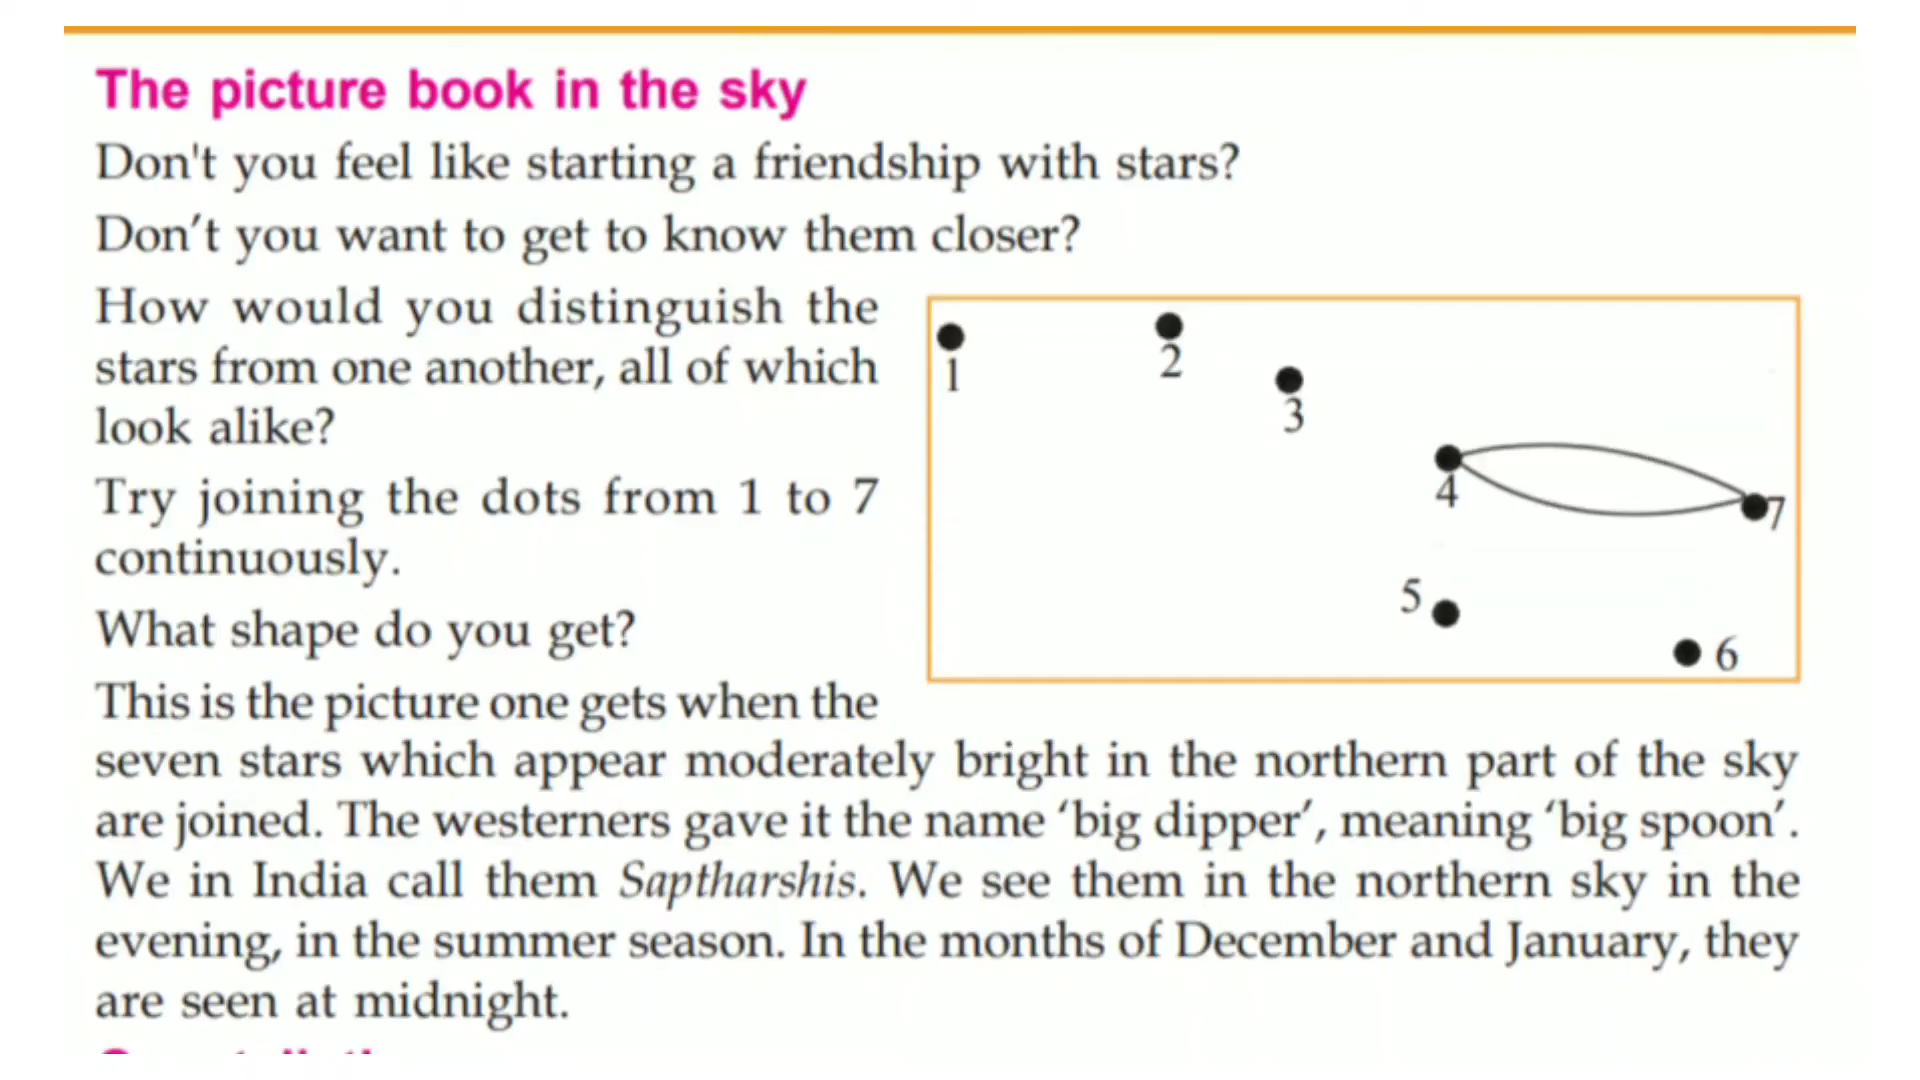 The picture book in the sky
Don't you feel like starting a friendship with stars?
Don’t you want to get to know them closer?
How would you distinguish the
stars from one another, all of which
look alike?
Try joining the dots from 1 to 7
continuously.
What shape do you get?
This is the picture one gets when the
1
2
3
4
7
5
6
seven stars which appear moderately bright in the northern part of the sky
are joined. The westerners gave it the name ‘big dipper’, meaning ‘big spoon’.
We in India call them Saptharshis. We see them in the northern sky in the
evening, in the summer season. In the months of December and January, they
are seen at midnight.